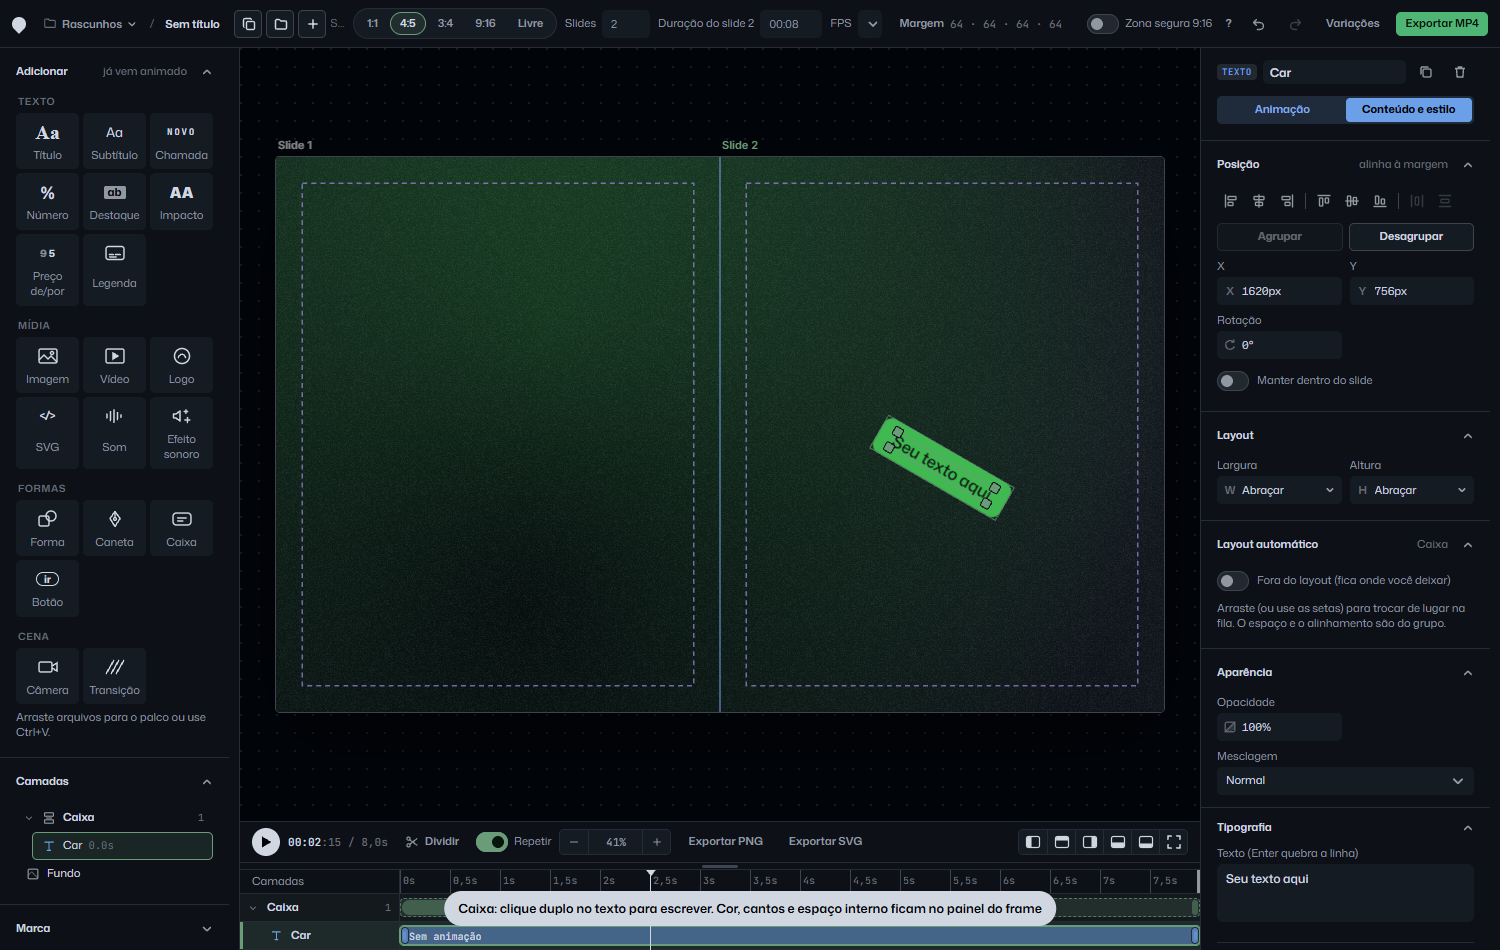 Rascunhos / Sem título S... 1:1 4:5 3:4 9:16 Livre Slides 2 Duração do slide 2 00:08 FPS Margem 64 · 64 · 64 · 64 Zona segura 9:16 ? Variações Exportar MP4
Adicionar já vem animado
TEXTO
Aa Aa NOVO
Título Subtítulo Chamada
% ab AA
Número Destaque Impacto
9 5
Preço de/por Legenda
MÍDIA
Imagem Vídeo Logo
</>
SVG Som Efeito sonoro
FORMAS
Forma Caneta Caixa
ir
Botão
CENA
Câmera Transição
Arraste arquivos para o palco ou use
Ctrl+V.
Camadas
Caixa 1
Car 0.0s
Fundo
Marca
Slide 1 Slide 2
Seu texto aqui
00:02:15 / 8,0s Dividir Repetir − 41% + Exportar PNG Exportar SVG
Camadas 0s 0,5s 1s 1,5s 2s 2,5s 3s 3,5s 4s 4,5s 5s 5,5s 6s 6,5s 7s 7,5s
Caixa 1
Caixa: clique duplo no texto para escrever. Cor, cantos e espaço interno ficam no painel do frame
Car Sem animação
TEXTO Car
Animação Conteúdo e estilo
Posição alinha à margem
Agrupar Desagrupar
X Y
X 1620px Y 756px
Rotação
0°
Manter dentro do slide
Layout
Largura Altura
W Abraçar H Abraçar
Layout automático Caixa
Fora do layout (fica onde você deixar)
Arraste (ou use as setas) para trocar de lugar na
fila. O espaço e o alinhamento são do grupo.
Aparência
Opacidade
100%
Mesclagem
Normal
Tipografia
Texto (Enter quebra a linha)
Seu texto aqui